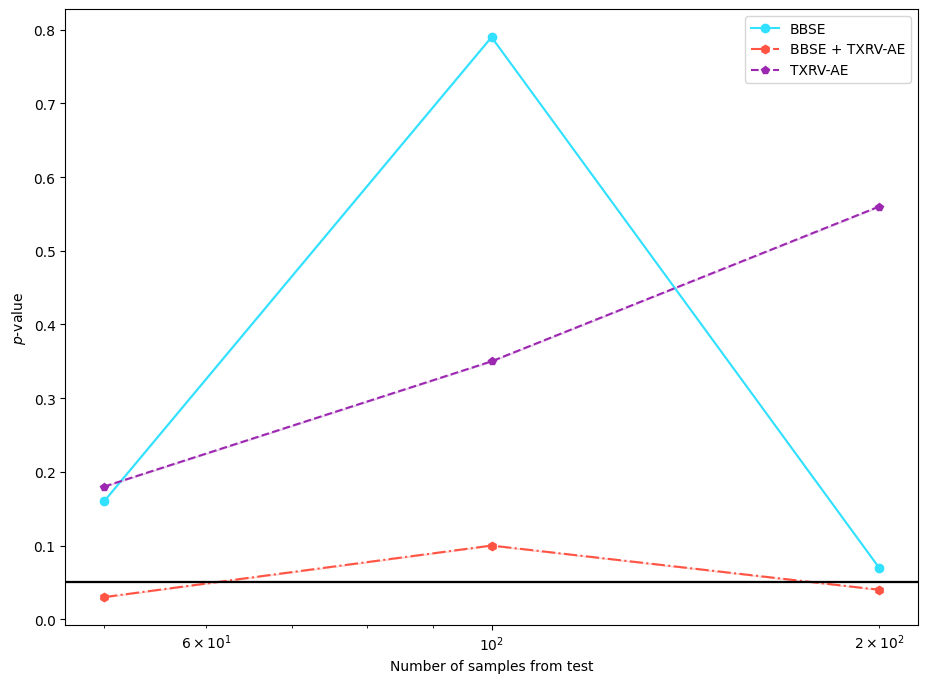 BBSE
BBSE + TXRV-AE
TXRV-AE
0.8
0.7
0.6
0.5
0.4
0.3
0.2
0.1
0.0
p-value
6 × 10¹
10²
2 × 10²
Number of samples from test